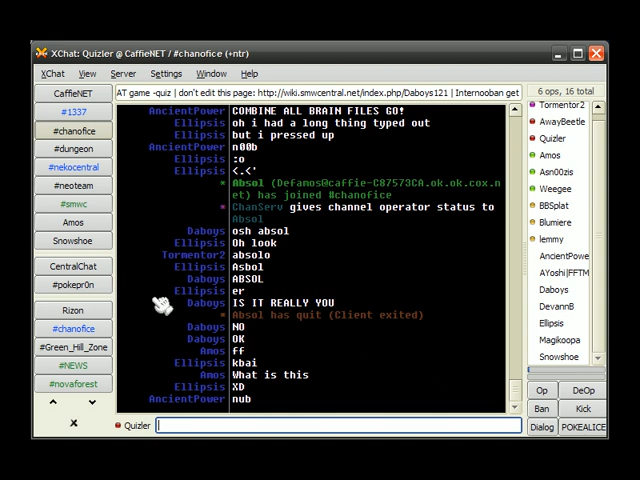 XChat: Quizler @ CaffieNET / #chanofice (+ntr)
XChat View Server Settings Window Help
CaffieNET
#1337
#chanofice
#dungeon
#nekocentral
#neoteam
#smwc
Amos
Snowshoe
CentralChat
#pokepr0n
Rizon
#chanofice
#Green_Hill_Zone
#NEWS
#novaforest
X
AT game -quiz | don't edit this page: http://wiki.smwcentral.net/index.php/Daboys121 | Internooban get
AncientPower COMBINE ALL BRAIN FILES GO!
Ellipsis oh i had a long thing typed out
Ellipsis but i pressed up
AncientPower n00b
Ellipsis :o
Ellipsis <.<'
* Absol (Defamos@caffie-C87573CA.ok.ok.cox.n
et) has joined #chanofice
* ChanServ gives channel operator status to
Absol
Daboys osh absol
Ellipsis Oh look
Tormentor2 absolo
Ellipsis Asbol
Daboys ABSOL
Ellipsis er
Daboys IS IT REALLY YOU
* Absol has quit (Client exited)
Daboys NO
Daboys OK
Amos ff
Ellipsis kbai
Amos What is this
Ellipsis XD
AncientPower nub
Quizler
6 ops, 16 total
Tormentor2
AwayBeetle
Quizler
Amos
Asn00zis
Weegee
BBSplat
Blumiere
lemmy
AncientPowe
AYoshi|FFTM
Daboys
DevannB
Ellipsis
Magikoopa
Snowshoe
Op DeOp
Ban Kick
Dialog POKEALICE